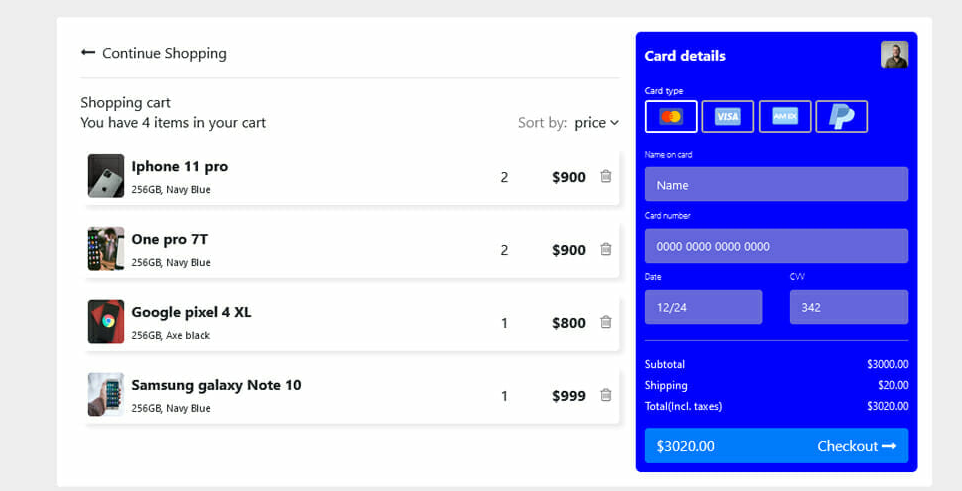 Continue Shopping
Shopping cart
You have 4 items in your cart
Sort by: price
Iphone 11 pro
256GB, Navy Blue
2
$900
One pro 7T
256GB, Navy Blue
2
$900
Google pixel 4 XL
256GB, Axe black
1
$800
Samsung galaxy Note 10
256GB, Navy Blue
1
$999
Card details
Card type
VISA
AM EX
Name on card
Name
Card number
0000 0000 0000 0000
Date
CVV
12/24
342
Subtotal $3000.00
Shipping $20.00
Total(Incl. taxes) $3020.00
$3020.00 Checkout